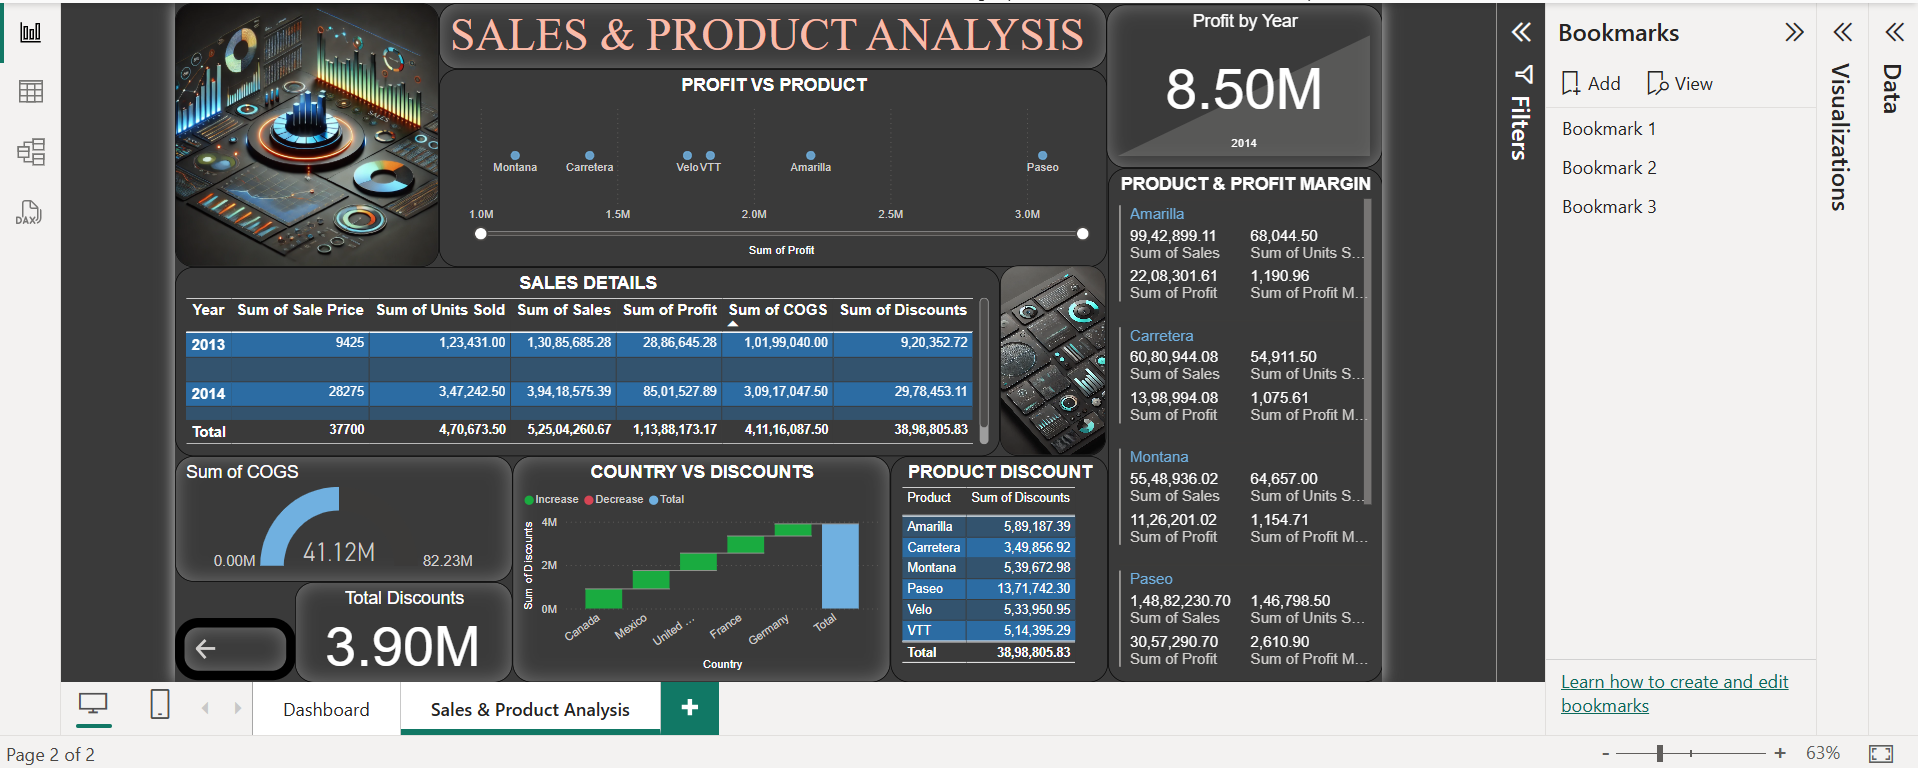 SALES & PRODUCT ANALYSIS
PROFIT VS PRODUCT
Montana Carretera Velo VTT Amarilla Paseo
1.0M 1.5M 2.0M 2.5M 3.0M
Sum of Profit
Profit by Year
8.50M
2014
PRODUCT & PROFIT MARGIN
Amarilla
99,42,899.11 68,044.50
Sum of Sales Sum of Units S...
22,08,301.61 1,190.96
Sum of Profit Sum of Profit M...
Carretera
60,80,944.08 54,911.50
Sum of Sales Sum of Units S...
13,98,994.08 1,075.61
Sum of Profit Sum of Profit M...
Montana
55,48,936.02 64,657.00
Sum of Sales Sum of Units S...
11,26,201.02 1,154.71
Sum of Profit Sum of Profit M...
Paseo
1,48,82,230.70 1,46,798.50
Sum of Sales Sum of Units S...
30,57,290.70 2,610.90
Sum of Profit Sum of Profit M...
SALES DETAILS
Year Sum of Sale Price Sum of Units Sold Sum of Sales Sum of Profit Sum of COGS Sum of Discounts
2013 9425 1,23,431.00 1,30,85,685.28 28,86,645.28 1,01,99,040.00 9,20,352.72
2014 28275 3,47,242.50 3,94,18,575.39 85,01,527.89 3,09,17,047.50 29,78,453.11
Total 37700 4,70,673.50 5,25,04,260.67 1,13,88,173.17 4,11,16,087.50 38,98,805.83
Sum of COGS
0.00M 41.12M 82.23M
Total Discounts
3.90M
COUNTRY VS DISCOUNTS
Increase Decrease Total
Sum of Discounts
4M
2M
0M
Canada Mexico United ... France Germany Total
Country
PRODUCT DISCOUNT
Product Sum of Discounts
Amarilla 5,89,187.39
Carretera 3,49,856.92
Montana 5,39,672.98
Paseo 13,71,742.30
Velo 5,33,950.95
VTT 5,14,395.29
Total 38,98,805.83
Filters
Bookmarks
Add View
Bookmark 1
Bookmark 2
Bookmark 3
Learn how to create and edit
bookmarks
Visualizations
Data
DAX
Dashboard Sales & Product Analysis +
Page 2 of 2
- + 63%